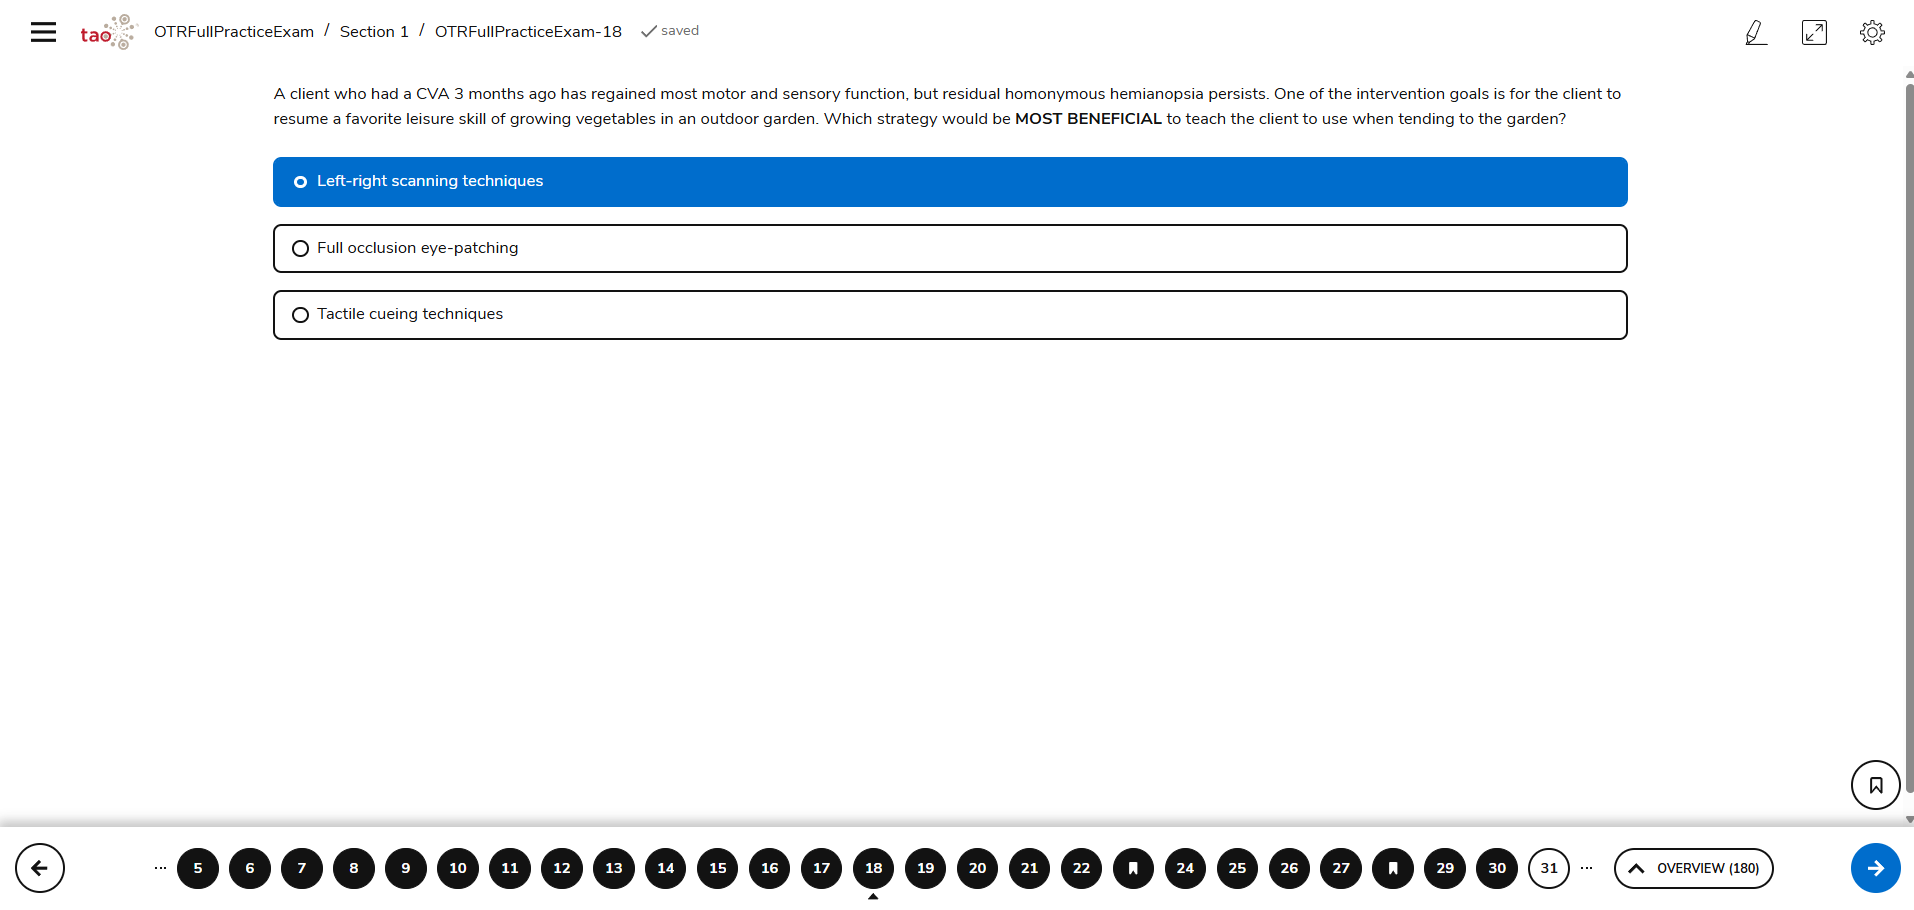 tao
OTRFullPracticeExam / Section 1 / OTRFullPracticeExam-18 saved
A client who had a CVA 3 months ago has regained most motor and sensory function, but residual homonymous hemianopsia persists. One of the intervention goals is for the client to
resume a favorite leisure skill of growing vegetables in an outdoor garden. Which strategy would be MOST BENEFICIAL to teach the client to use when tending to the garden?
Left-right scanning techniques
Full occlusion eye-patching
Tactile cueing techniques
... 5 6 7 8 9 10 11 12 13 14 15 16 17 18 19 20 21 22 24 25 26 27 29 30 31 ... OVERVIEW (180)